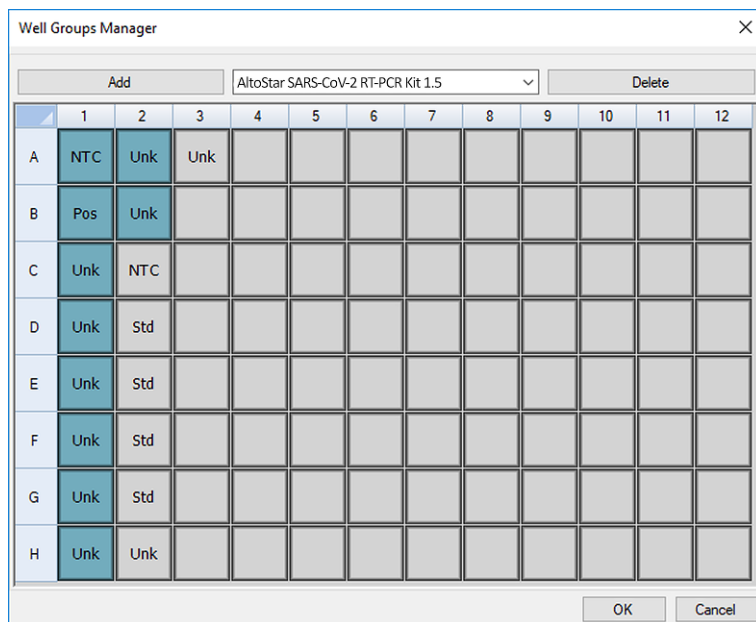 Well Groups Manager
Add AltoStar SARS-CoV-2 RT-PCR Kit 1.5 Delete
1 2 3 4 5 6 7 8 9 10 11 12
A NTC Unk Unk
B Pos Unk
C Unk NTC
D Unk Std
E Unk Std
F Unk Std
G Unk Std
H Unk Unk
OK Cancel